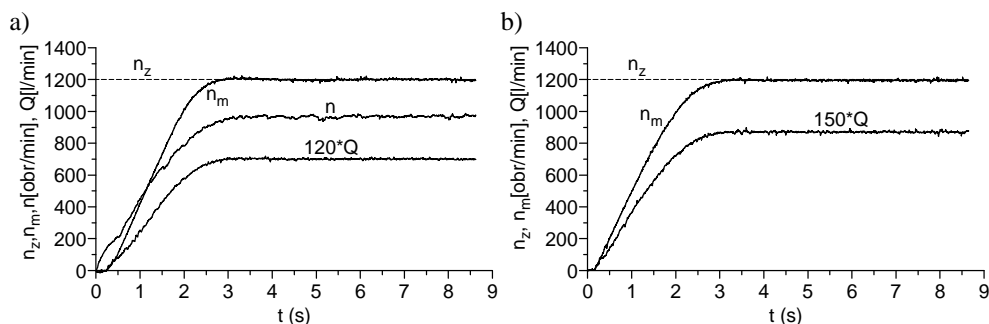 a)
n_z,n_m,n[obr/min], Q[l/min]
1400
1200
1000
800
600
400
200
0
n_z
n_m
n
120*Q
0 1 2 3 4 5 6 7 8 9
t (s)
b)
n_z, n_m[obr/min], Q[l/min]
1400
1200
1000
800
600
400
200
0
n_z
n_m
150*Q
0 1 2 3 4 5 6 7 8 9
t (s)